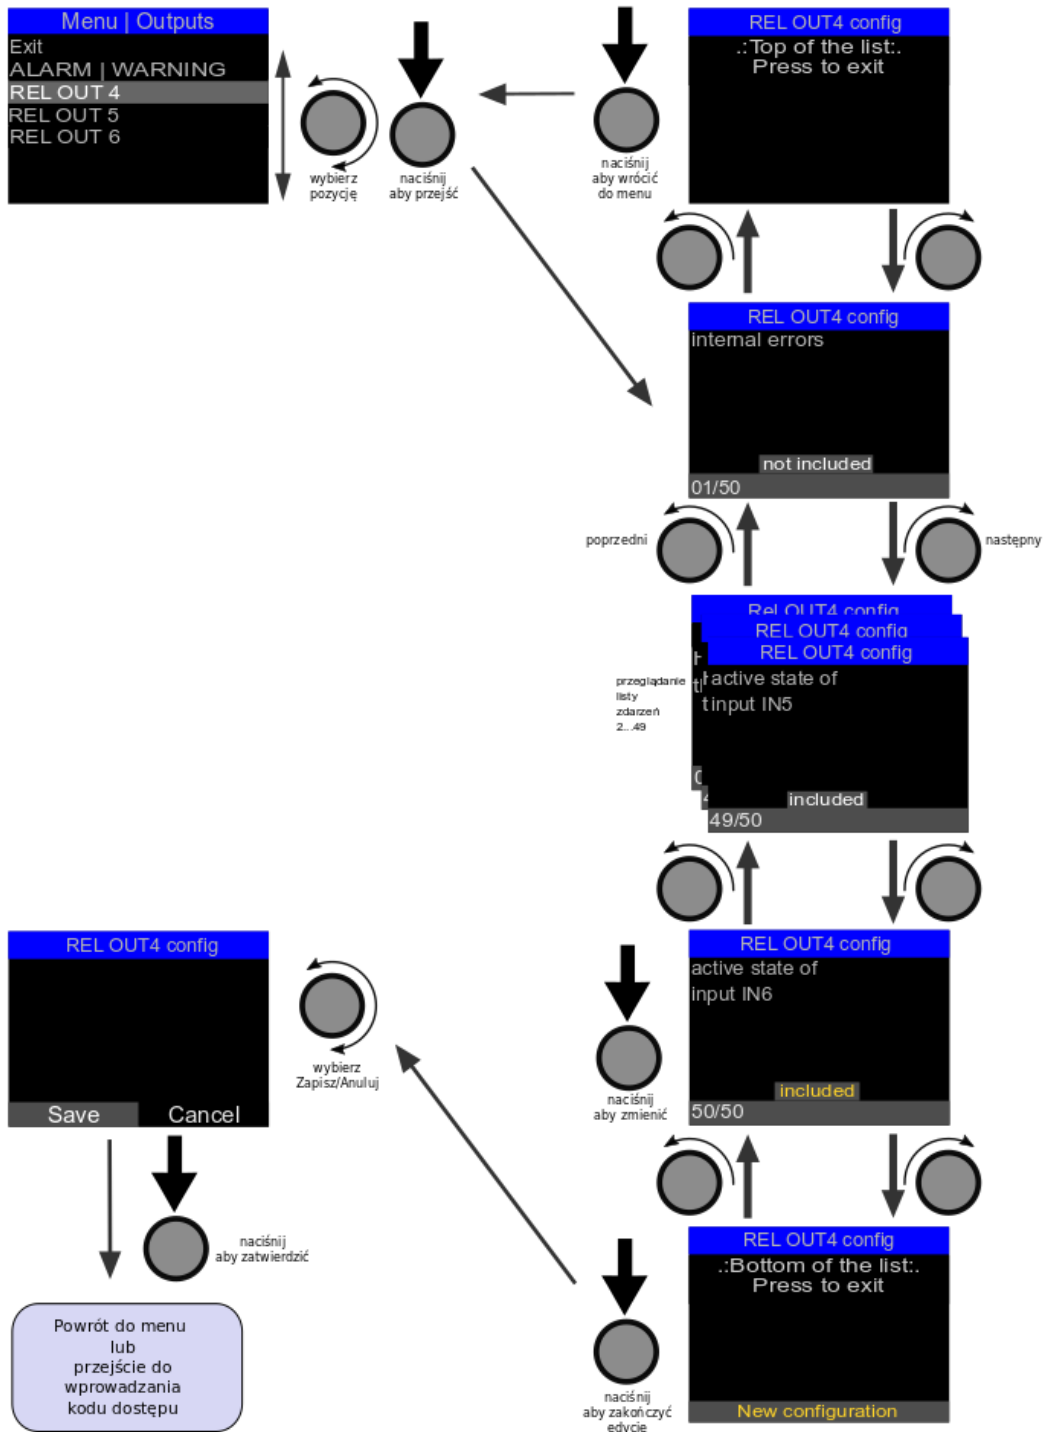 Menu | Outputs
Exit
ALARM | WARNING
REL OUT 4
REL OUT 5
REL OUT 6
wybierz
pozycję
naciśnij
aby przejść
naciśnij
aby wrócić
do menu
REL OUT4 config
.:Top of the list:.
Press to exit
REL OUT4 config
internal errors
not included
01/50
poprzedni
następny
Rel OUT4 config
REL OUT4 config
REL OUT4 config
active state of
input IN5
included
49/50
przeglądanie
listy
zdarzeń
2...49
REL OUT4 config
active state of
input IN6
included
50/50
naciśnij
aby zmienić
REL OUT4 config
.:Bottom of the list:.
Press to exit
New configuration
naciśnij
aby zakończyć
edycję
REL OUT4 config
Save Cancel
wybierz
Zapisz/Anuluj
naciśnij
aby zatwierdzić
Powrót do menu
lub
przejście do
wprowadzania
kodu dostępu